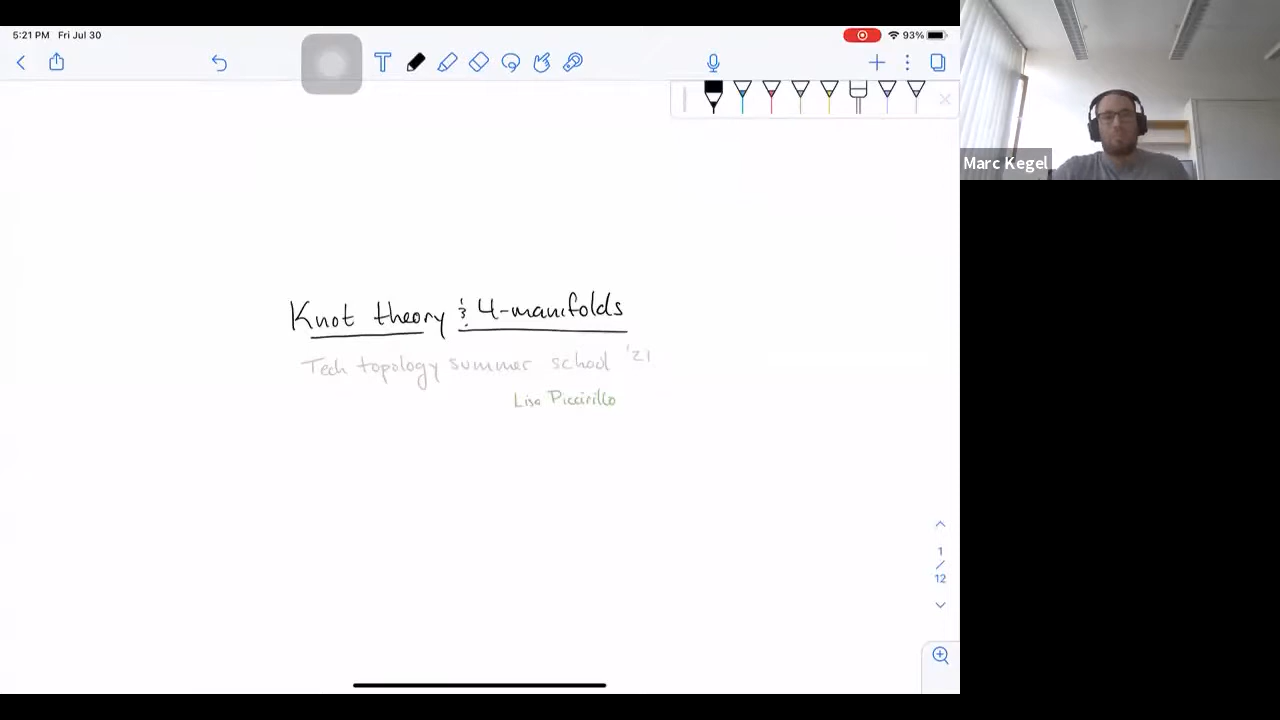 5:21 PM Fri Jul 30
93%
T
Marc Kegel
Knot theory & 4-manifolds
Tech topology summer school '21
Lisa Piccirillo
1
/
12